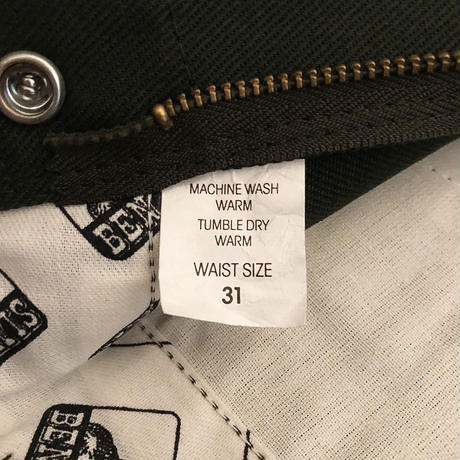 MACHINE WASH
WARM
TUMBLE DRY
WARM
WAIST SIZE
31